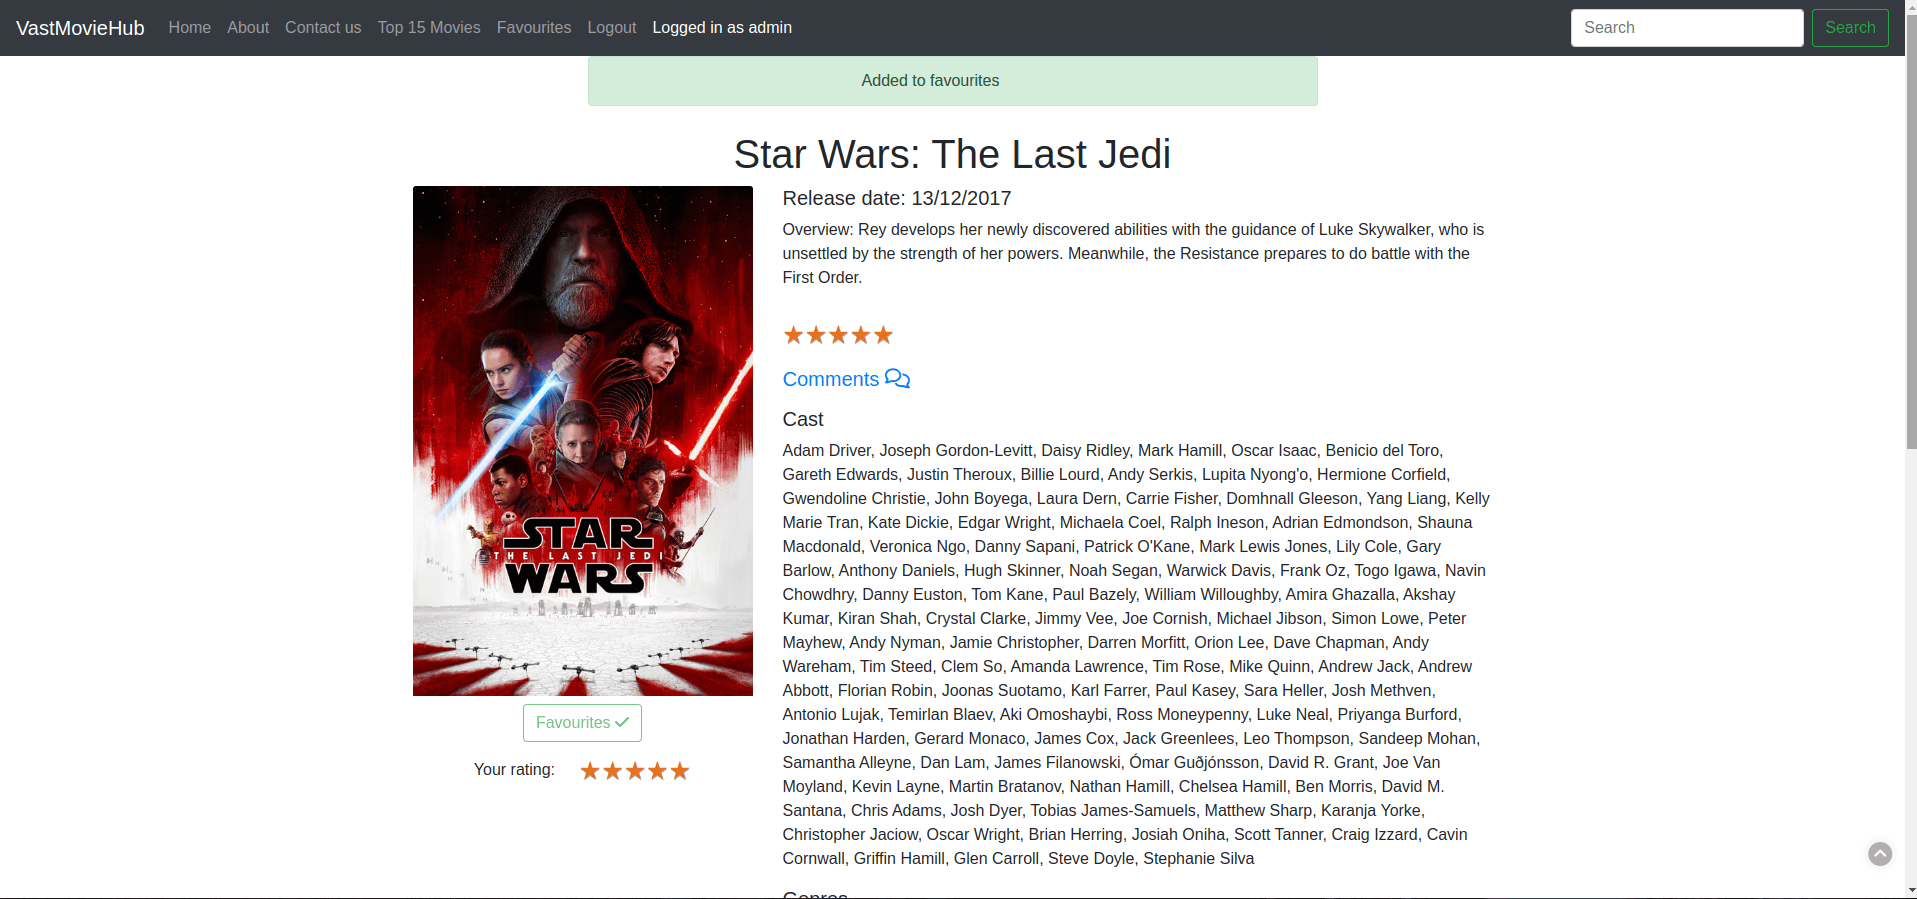 VastMovieHub Home About Contact us Top 15 Movies Favourites Logout Logged in as admin Search Search
Added to favourites
Star Wars: The Last Jedi
STAR
THE LAST JEDI
WARS
Favourites
Your rating:
Release date: 13/12/2017
Overview: Rey develops her newly discovered abilities with the guidance of Luke Skywalker, who is
unsettled by the strength of her powers. Meanwhile, the Resistance prepares to do battle with the
First Order.
Comments
Cast
Adam Driver, Joseph Gordon-Levitt, Daisy Ridley, Mark Hamill, Oscar Isaac, Benicio del Toro,
Gareth Edwards, Justin Theroux, Billie Lourd, Andy Serkis, Lupita Nyong'o, Hermione Corfield,
Gwendoline Christie, John Boyega, Laura Dern, Carrie Fisher, Domhnall Gleeson, Yang Liang, Kelly
Marie Tran, Kate Dickie, Edgar Wright, Michaela Coel, Ralph Ineson, Adrian Edmondson, Shauna
Macdonald, Veronica Ngo, Danny Sapani, Patrick O'Kane, Mark Lewis Jones, Lily Cole, Gary
Barlow, Anthony Daniels, Hugh Skinner, Noah Segan, Warwick Davis, Frank Oz, Togo Igawa, Navin
Chowdhry, Danny Euston, Tom Kane, Paul Bazely, William Willoughby, Amira Ghazalla, Akshay
Kumar, Kiran Shah, Crystal Clarke, Jimmy Vee, Joe Cornish, Michael Jibson, Simon Lowe, Peter
Mayhew, Andy Nyman, Jamie Christopher, Darren Morfitt, Orion Lee, Dave Chapman, Andy
Wareham, Tim Steed, Clem So, Amanda Lawrence, Tim Rose, Mike Quinn, Andrew Jack, Andrew
Abbott, Florian Robin, Joonas Suotamo, Karl Farrer, Paul Kasey, Sara Heller, Josh Methven,
Antonio Lujak, Temirlan Blaev, Aki Omoshaybi, Ross Moneypenny, Luke Neal, Priyanga Burford,
Jonathan Harden, Gerard Monaco, James Cox, Jack Greenlees, Leo Thompson, Sandeep Mohan,
Samantha Alleyne, Dan Lam, James Filanowski, Ómar Guðjónsson, David R. Grant, Joe Van
Moyland, Kevin Layne, Martin Bratanov, Nathan Hamill, Chelsea Hamill, Ben Morris, David M.
Santana, Chris Adams, Josh Dyer, Tobias James-Samuels, Matthew Sharp, Karanja Yorke,
Christopher Jaciow, Oscar Wright, Brian Herring, Josiah Oniha, Scott Tanner, Craig Izzard, Cavin
Cornwall, Griffin Hamill, Glen Carroll, Steve Doyle, Stephanie Silva
Genres